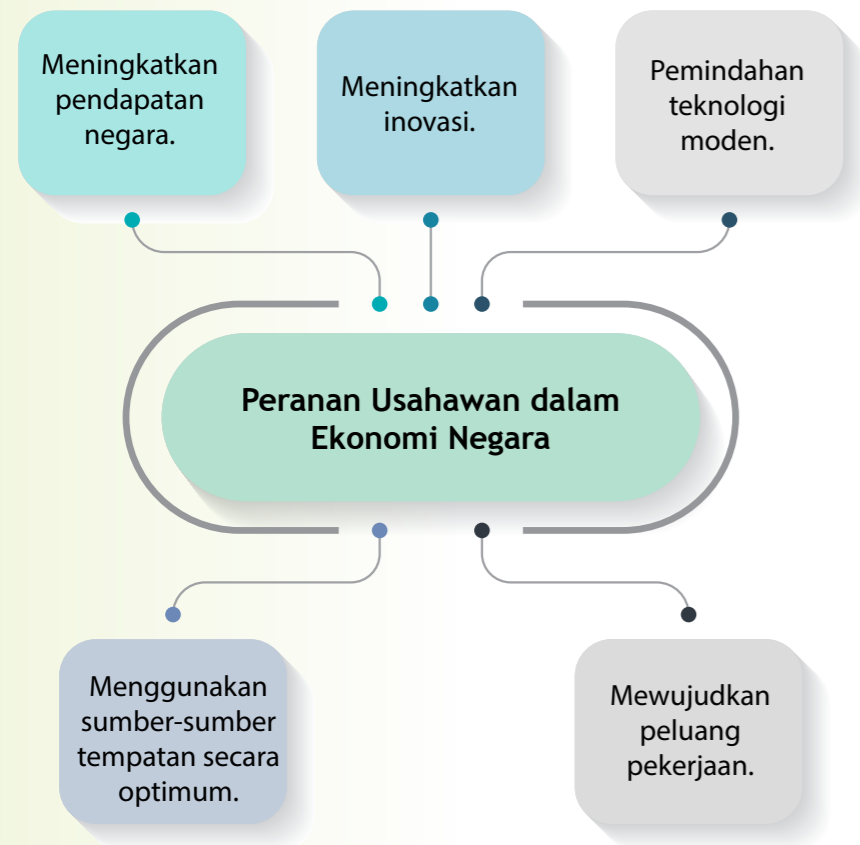 Meningkatkan
pendapatan
negara.
Meningkatkan
inovasi.
Pemindahan
teknologi
moden.
Peranan Usahawan dalam
Ekonomi Negara
Menggunakan
sumber-sumber
tempatan secara
optimum.
Mewujudkan
peluang
pekerjaan.